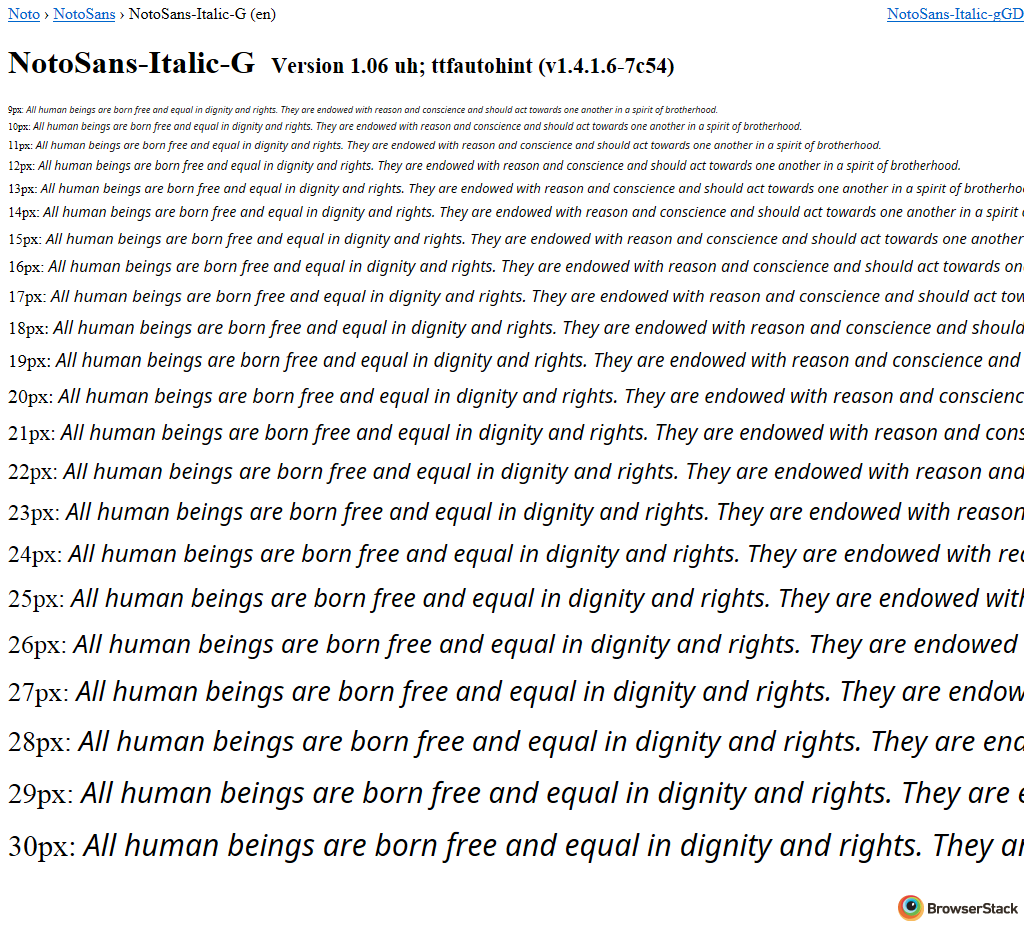 Noto › NotoSans › NotoSans-Italic-G (en) NotoSans-Italic-gGD
NotoSans-Italic-G Version 1.06 uh; ttfautohint (v1.4.1.6-7c54)
9px: All human beings are born free and equal in dignity and rights. They are endowed with reason and conscience and should act towards one another in a spirit of brotherhood.
10px: All human beings are born free and equal in dignity and rights. They are endowed with reason and conscience and should act towards one another in a spirit of brotherhood.
11px: All human beings are born free and equal in dignity and rights. They are endowed with reason and conscience and should act towards one another in a spirit of brotherhood.
12px: All human beings are born free and equal in dignity and rights. They are endowed with reason and conscience and should act towards one another in a spirit of brotherhood.
13px: All human beings are born free and equal in dignity and rights. They are endowed with reason and conscience and should act towards one another in a spirit of brotherhoo
14px: All human beings are born free and equal in dignity and rights. They are endowed with reason and conscience and should act towards one another in a spirit
15px: All human beings are born free and equal in dignity and rights. They are endowed with reason and conscience and should act towards one another
16px: All human beings are born free and equal in dignity and rights. They are endowed with reason and conscience and should act towards on
17px: All human beings are born free and equal in dignity and rights. They are endowed with reason and conscience and should act tow
18px: All human beings are born free and equal in dignity and rights. They are endowed with reason and conscience and should
19px: All human beings are born free and equal in dignity and rights. They are endowed with reason and conscience and
20px: All human beings are born free and equal in dignity and rights. They are endowed with reason and conscienc
21px: All human beings are born free and equal in dignity and rights. They are endowed with reason and cons
22px: All human beings are born free and equal in dignity and rights. They are endowed with reason and
23px: All human beings are born free and equal in dignity and rights. They are endowed with reason
24px: All human beings are born free and equal in dignity and rights. They are endowed with rea
25px: All human beings are born free and equal in dignity and rights. They are endowed with
26px: All human beings are born free and equal in dignity and rights. They are endowed
27px: All human beings are born free and equal in dignity and rights. They are endow
28px: All human beings are born free and equal in dignity and rights. They are end
29px: All human beings are born free and equal in dignity and rights. They are e
30px: All human beings are born free and equal in dignity and rights. They ar
BrowserStack